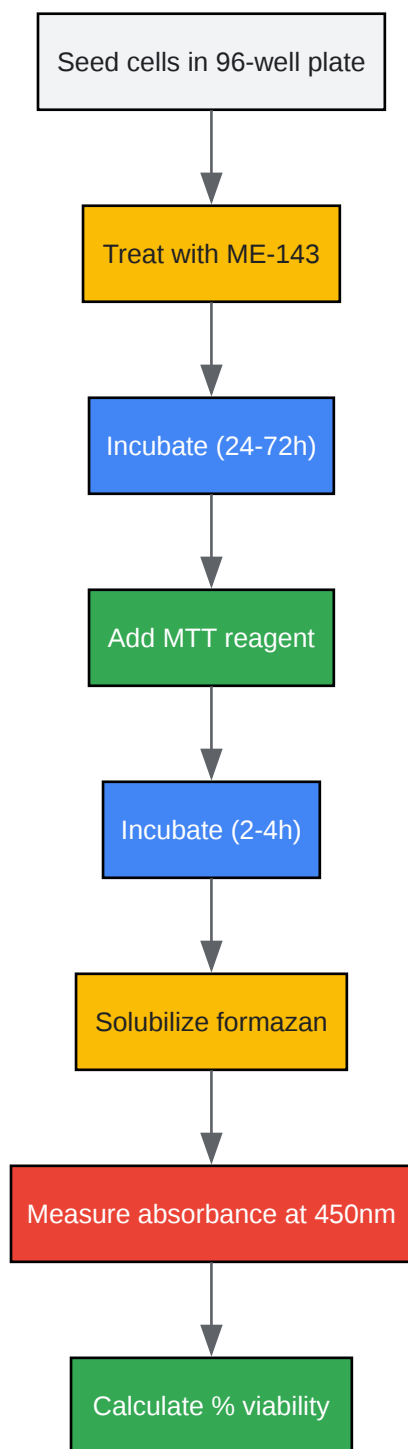 Seed cells in 96-well plate
Treat with ME-143
Incubate (24-72h)
Add MTT reagent
Incubate (2-4h)
Solubilize formazan
Measure absorbance at 450nm
Calculate % viability